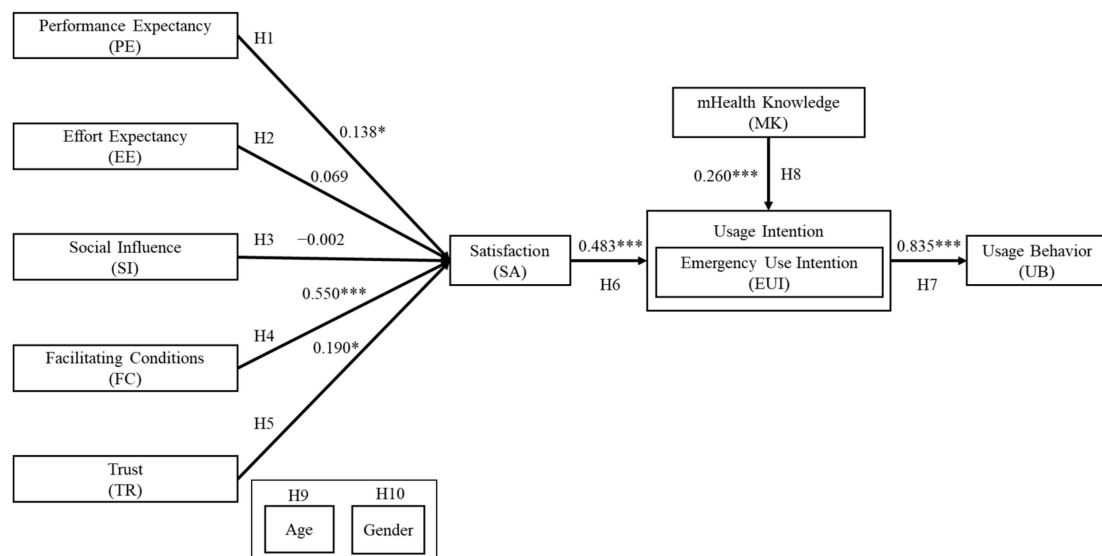 Performance Expectancy
(PE)
H1
0.138*
Effort Expectancy
(EE)
H2
0.069
Social Influence
(SI)
H3
−0.002
Facilitating Conditions
(FC)
H4
0.550***
Trust
(TR)
H5
0.190*
Satisfaction
(SA)
0.483***
H6
mHealth Knowledge
(MK)
0.260***
H8
Usage Intention
Emergency Use Intention
(EUI)
0.835***
H7
Usage Behavior
(UB)
H9
Age
H10
Gender